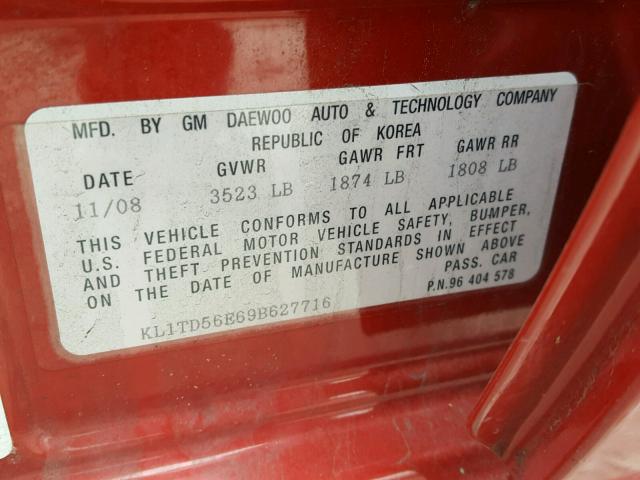 MFD. BY GM DAEWOO AUTO & TECHNOLOGY COMPANY
REPUBLIC OF KOREA
DATE GVWR GAWR FRT GAWR RR
11/08 3523 LB 1874 LB 1808 LB
THIS VEHICLE CONFORMS TO ALL APPLICABLE
U.S. FEDERAL MOTOR VEHICLE SAFETY, BUMPER,
AND THEFT PREVENTION STANDARDS IN EFFECT
ON THE DATE OF MANUFACTURE SHOWN ABOVE
PASS. CAR
KL1TD56E69B627716 P.N.96 404 578